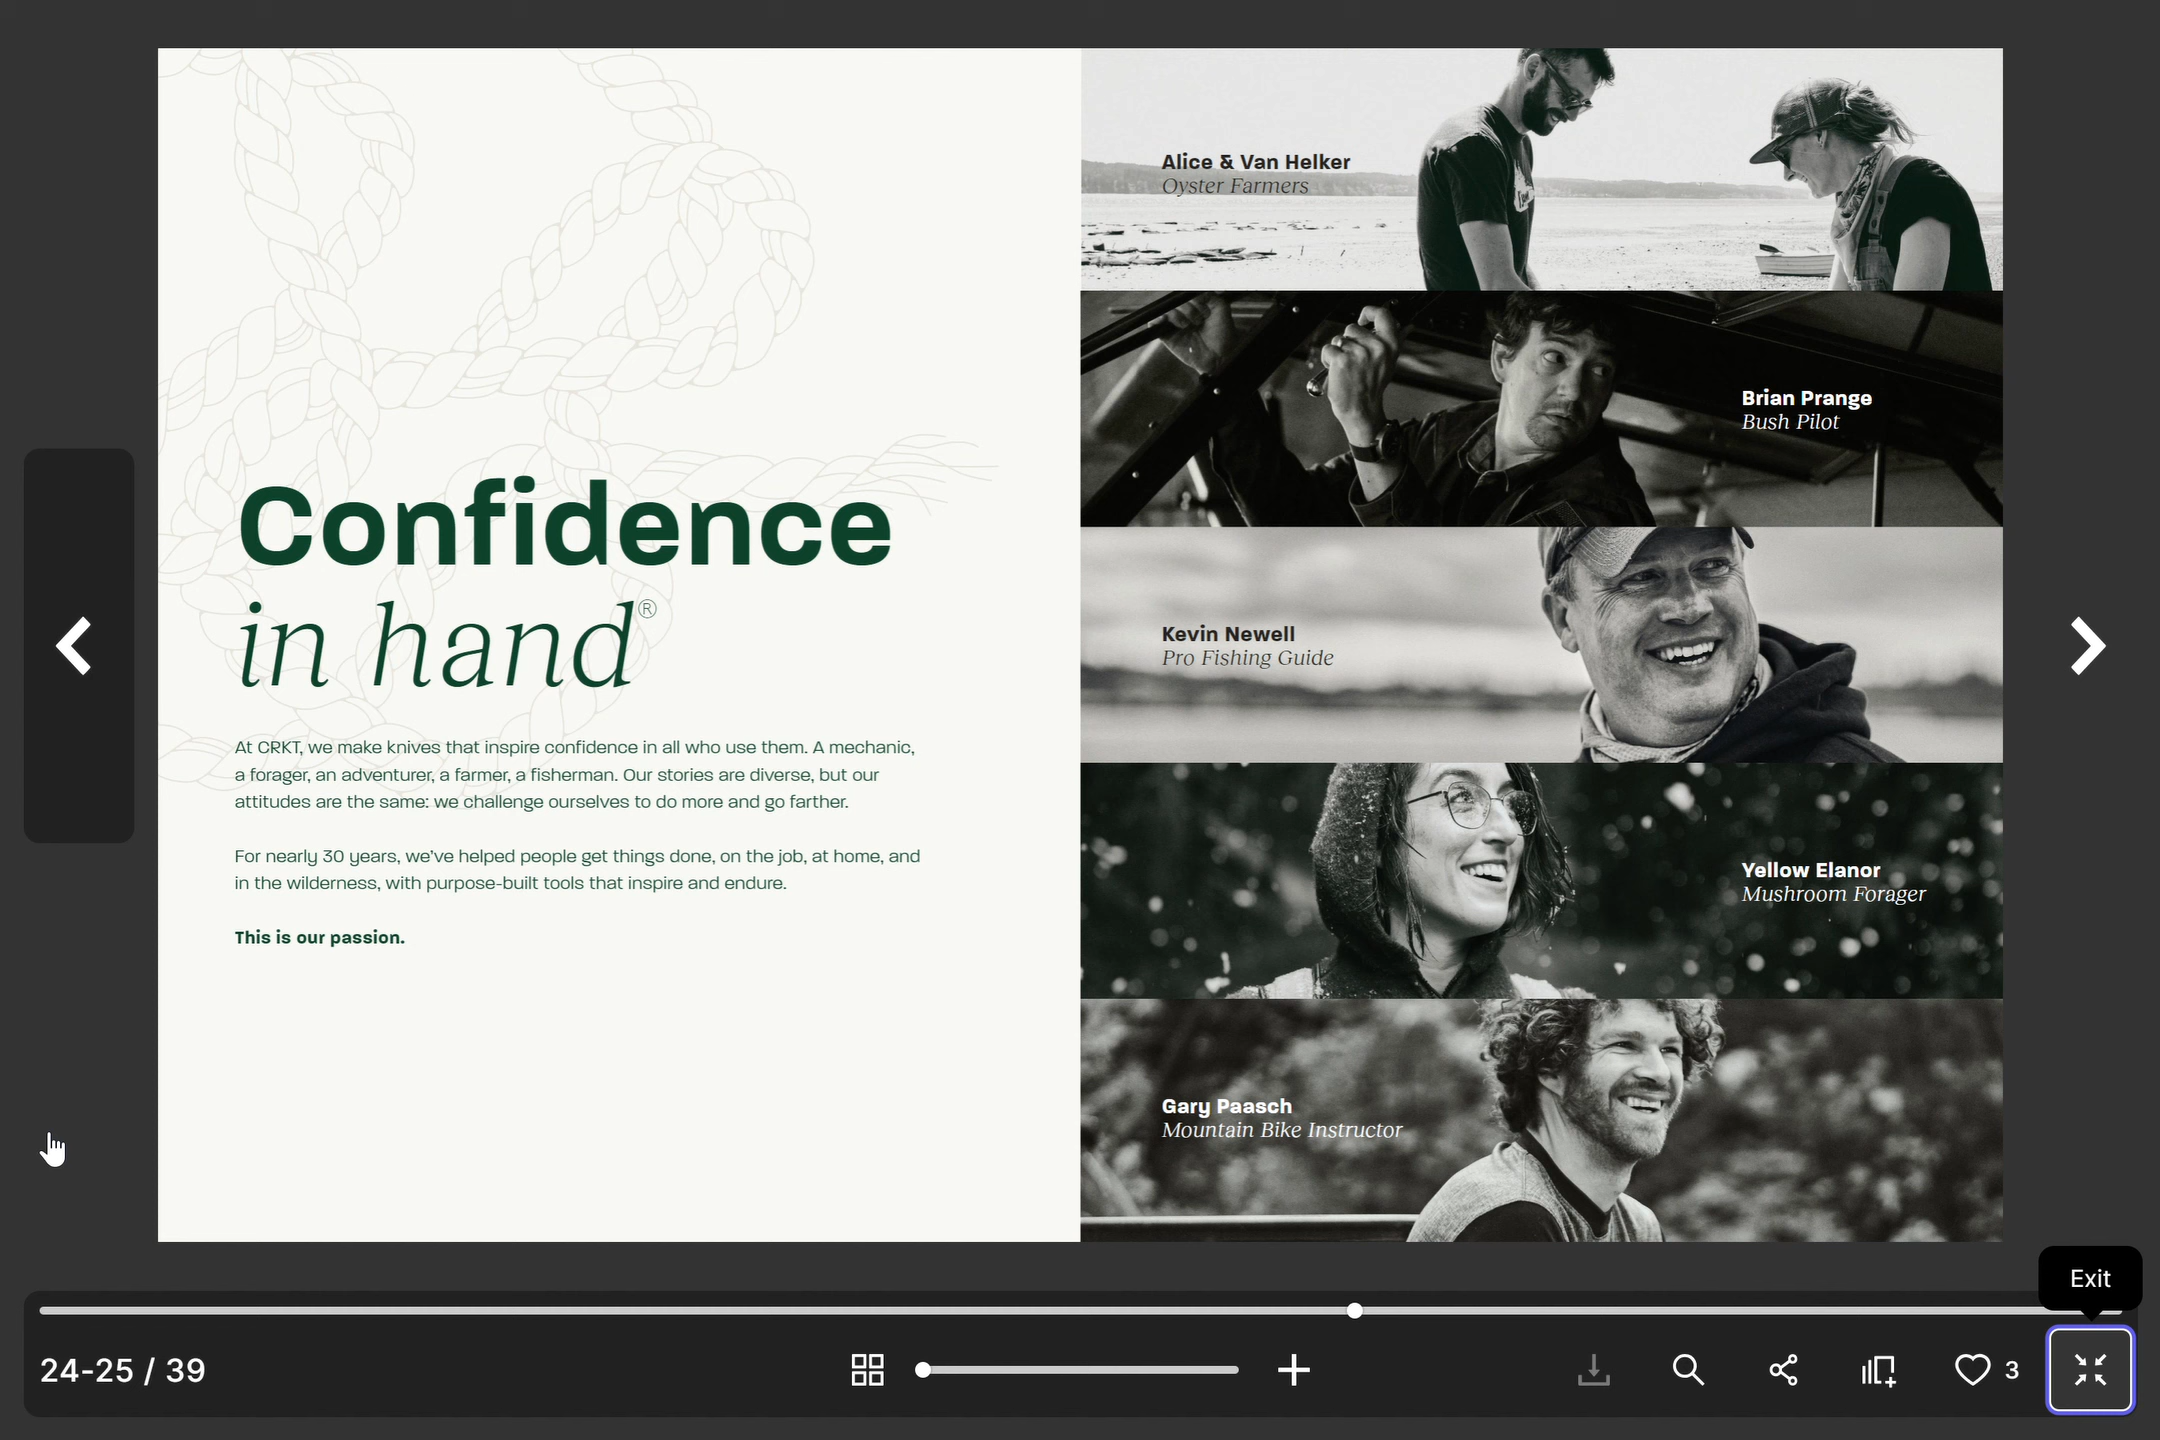 Confidence
in hand®
At CRKT, we make knives that inspire confidence in all who use them. A mechanic,
a forager, an adventurer, a farmer, a fisherman. Our stories are diverse, but our
attitudes are the same: we challenge ourselves to do more and go farther.
For nearly 30 years, we've helped people get things done, on the job, at home, and
in the wilderness, with purpose-built tools that inspire and endure.
This is our passion.
Alice & Van Helker
Oyster Farmers
Brian Prange
Bush Pilot
Kevin Newell
Pro Fishing Guide
Yellow Elanor
Mushroom Forager
Gary Paasch
Mountain Bike Instructor
Exit
24-25 / 39
3